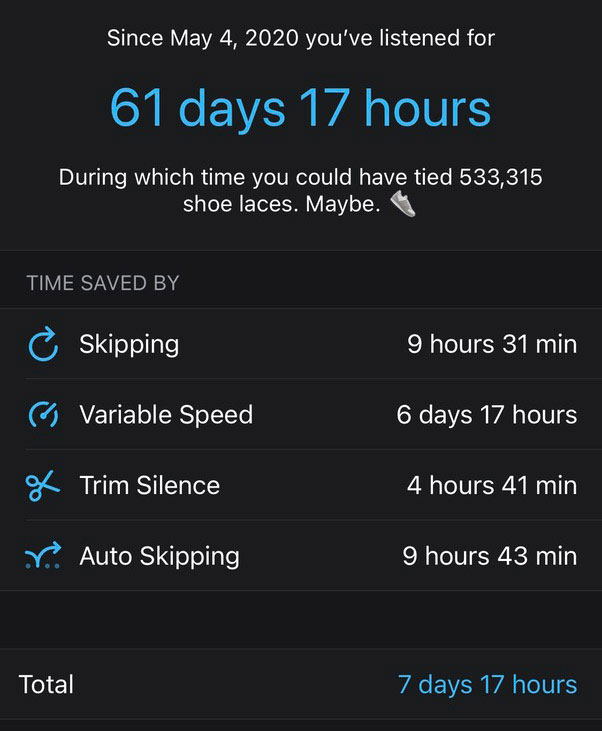 Since May 4, 2020 you’ve listened for
61 days 17 hours
During which time you could have tied 533,315
shoe laces. Maybe. 👟
TIME SAVED BY
Skipping 9 hours 31 min
Variable Speed 6 days 17 hours
Trim Silence 4 hours 41 min
Auto Skipping 9 hours 43 min
Total 7 days 17 hours